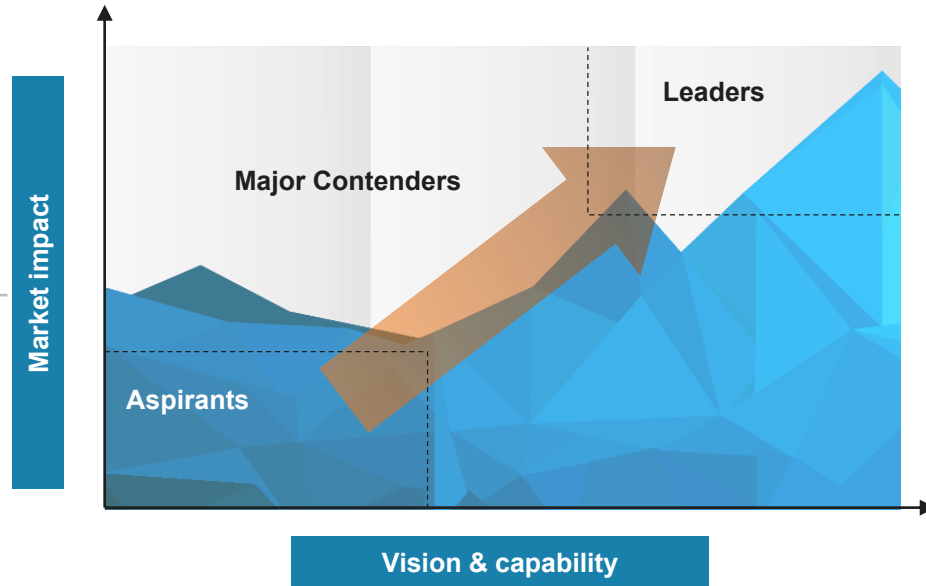 Leaders
Major Contenders
Market impact
Aspirants
Vision & capability